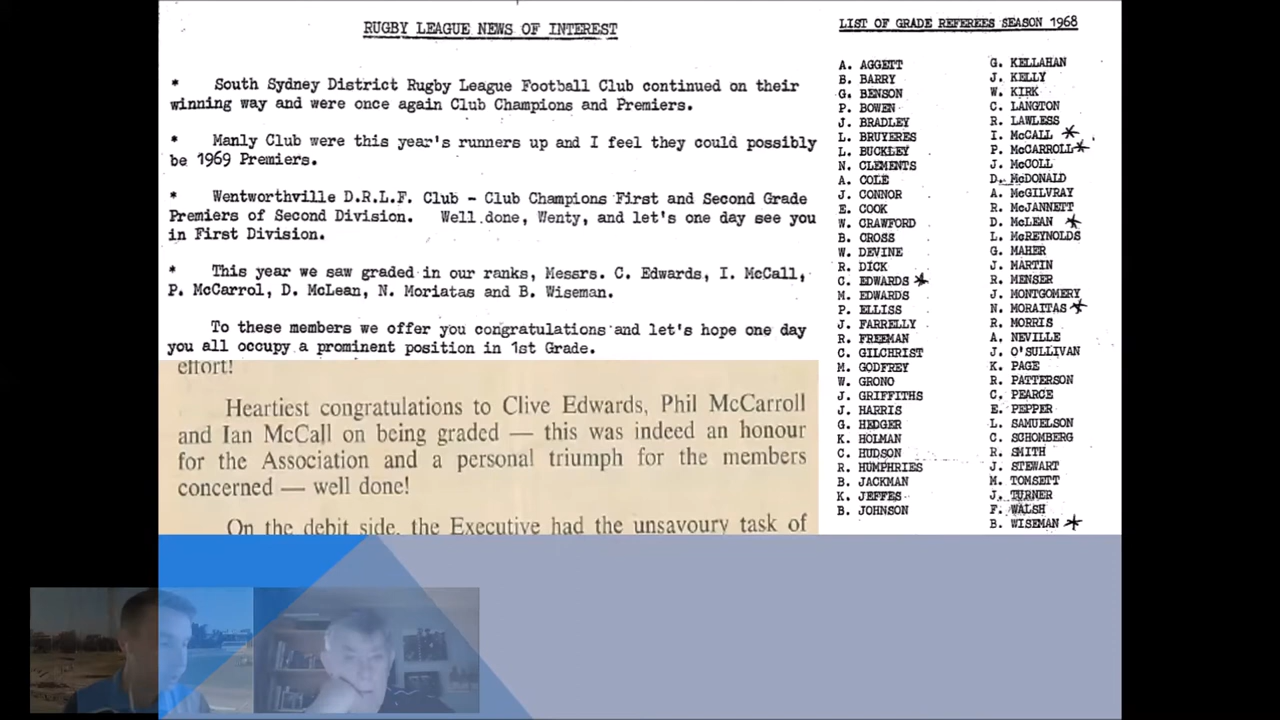 RUGBY LEAGUE NEWS OF INTEREST
* South Sydney District Rugby League Football Club continued on their
winning way and were once again Club Champions and Premiers.
* Manly Club were this year's runners up and I feel they could possibly
be 1969 Premiers.
* Wentworthville D.R.L.F. Club - Club Champions First and Second Grade
Premiers of Second Division. Well done, Wenty, and let's one day see you
in First Division.
* This year we saw graded in our ranks, Messrs. C. Edwards, I. McCall,
P. McCarrol, D. McLean, N. Moriatas and B. Wiseman.
To these members we offer you congratulations and let's hope one day
you all occupy a prominent position in 1st Grade.
effort!
Heartiest congratulations to Clive Edwards, Phil McCarroll
and Ian McCall on being graded — this was indeed an honour
for the Association and a personal triumph for the members
concerned — well done!
On the debit side, the Executive had the unsavoury task of
LIST OF GRADE REFEREES SEASON 1968
A. AGGETT
B. BARRY
G. BENSON
P. BOWEN
J. BRADLEY
L. BRUYERES
L. BUCKLEY
N. CLEMENTS
A. COLE
J. CONNOR
E. COOK
W. CRAWFORD
B. CROSS
W. DEVINE
R. DICK
C. EDWARDS *
M. EDWARDS
P. ELLISS
J. FARRELLY
R. FREEMAN
C. GILCHRIST
M. GODFREY
W. GRONO
J. GRIFFITHS
J. HARRIS
G. HEDGER
K. HOLMAN
C. HUDSON
R. HUMPHRIES
B. JACKMAN
K. JEFFES
B. JOHNSON
G. KELLAHAN
J. KELLY
W. KIRK
C. LANGTON
R. LAWLESS
I. McCALL *
P. McCARROLL *
J. McCOLL
D. McDONALD
A. McGILVRAY
R. McJANNETT
D. McLEAN *
L. McREYNOLDS
G. MAHER
J. MARTIN
R. MENSER
J. MONTGOMERY
N. MORAITAS *
R. MORRIS
A. NEVILLE
J. O'SULLIVAN
K. PAGE
R. PATTERSON
C. PEARCE
E. PEPPER
L. SAMUELSON
C. SCHOMBERG
R. SMITH
J. STEWART
M. TOMSETT
J. TURNER
F. WALSH
B. WISEMAN *